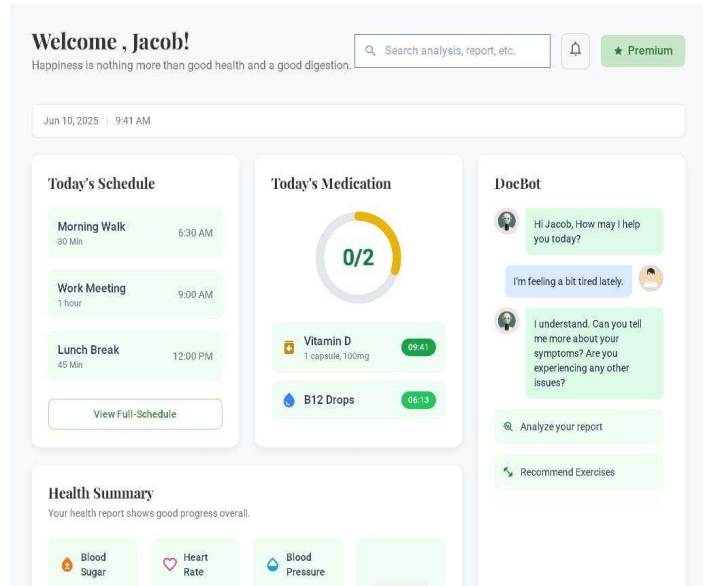 Welcome , Jacob!
Happiness is nothing more than good health and a good digestion.
Search analysis, report, etc.
Premium
Jun 10, 2025
9:41 AM
Today's Schedule
Morning Walk
30 Min
6:30 AM
Work Meeting
1 hour
9:00 AM
Lunch Break
45 Min
12:00 PM
View Full-Schedule
Today's Medication
0/2
Vitamin D
1 capsule, 100mg
09:41
B12 Drops
06:13
DocBot
Hi Jacob, How may I help
you today?
I'm feeling a bit tired lately.
I understand. Can you tell
me more about your
symptoms? Are you
experiencing any other
issues?
Analyze your report
Recommend Exercises
Health Summary
Your health report shows good progress overall.
Blood
Sugar
Heart
Rate
Blood
Pressure